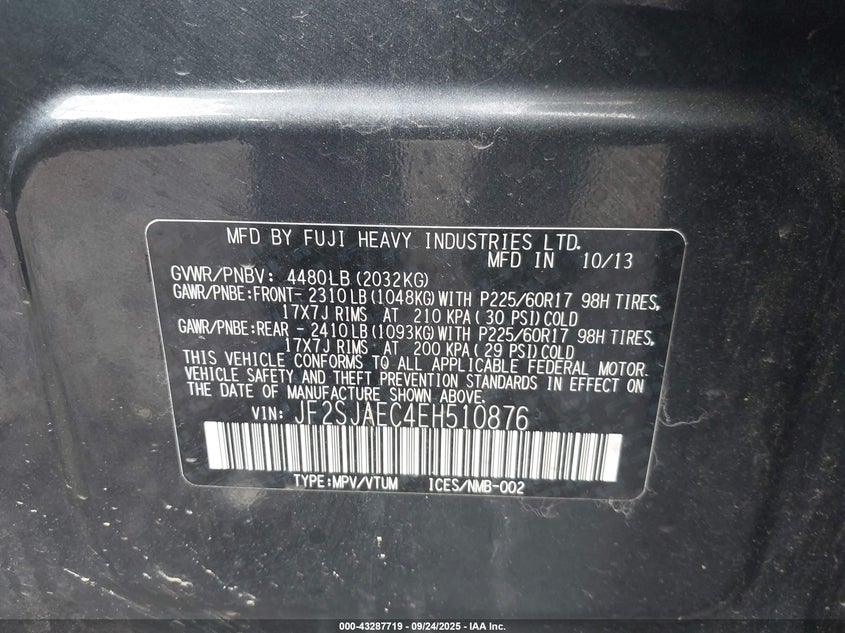 MFD BY FUJI HEAVY INDUSTRIES LTD.
MFD IN 10/13
GVWR/PNBV: 4480LB (2032KG)
GAWR/PNBE:FRONT- 2310LB(1048KG)WITH P225/60R17 98H TIRES,
17X7J RIMS AT 210 KPA( 30 PSI)COLD
GAWR/PNBE:REAR - 2410LB(1093KG)WITH P225/60R17 98H TIRES,
17X7J RIMS AT 200 KPA( 29 PSI)COLD
THIS VEHICLE CONFORMS TO ALL APPLICABLE FEDERAL MOTOR.
VEHICLE SAFETY AND THEFT PREVENTION STANDARDS IN EFFECT ON
THE DATE OF MANUFACTURE SHOWN ABOVE.
VIN: JF2SJAEC4EH510876
TYPE:MPV/VTUM ICES/NMB-002
000-43287719 - 09/24/2025 - IAA Inc.